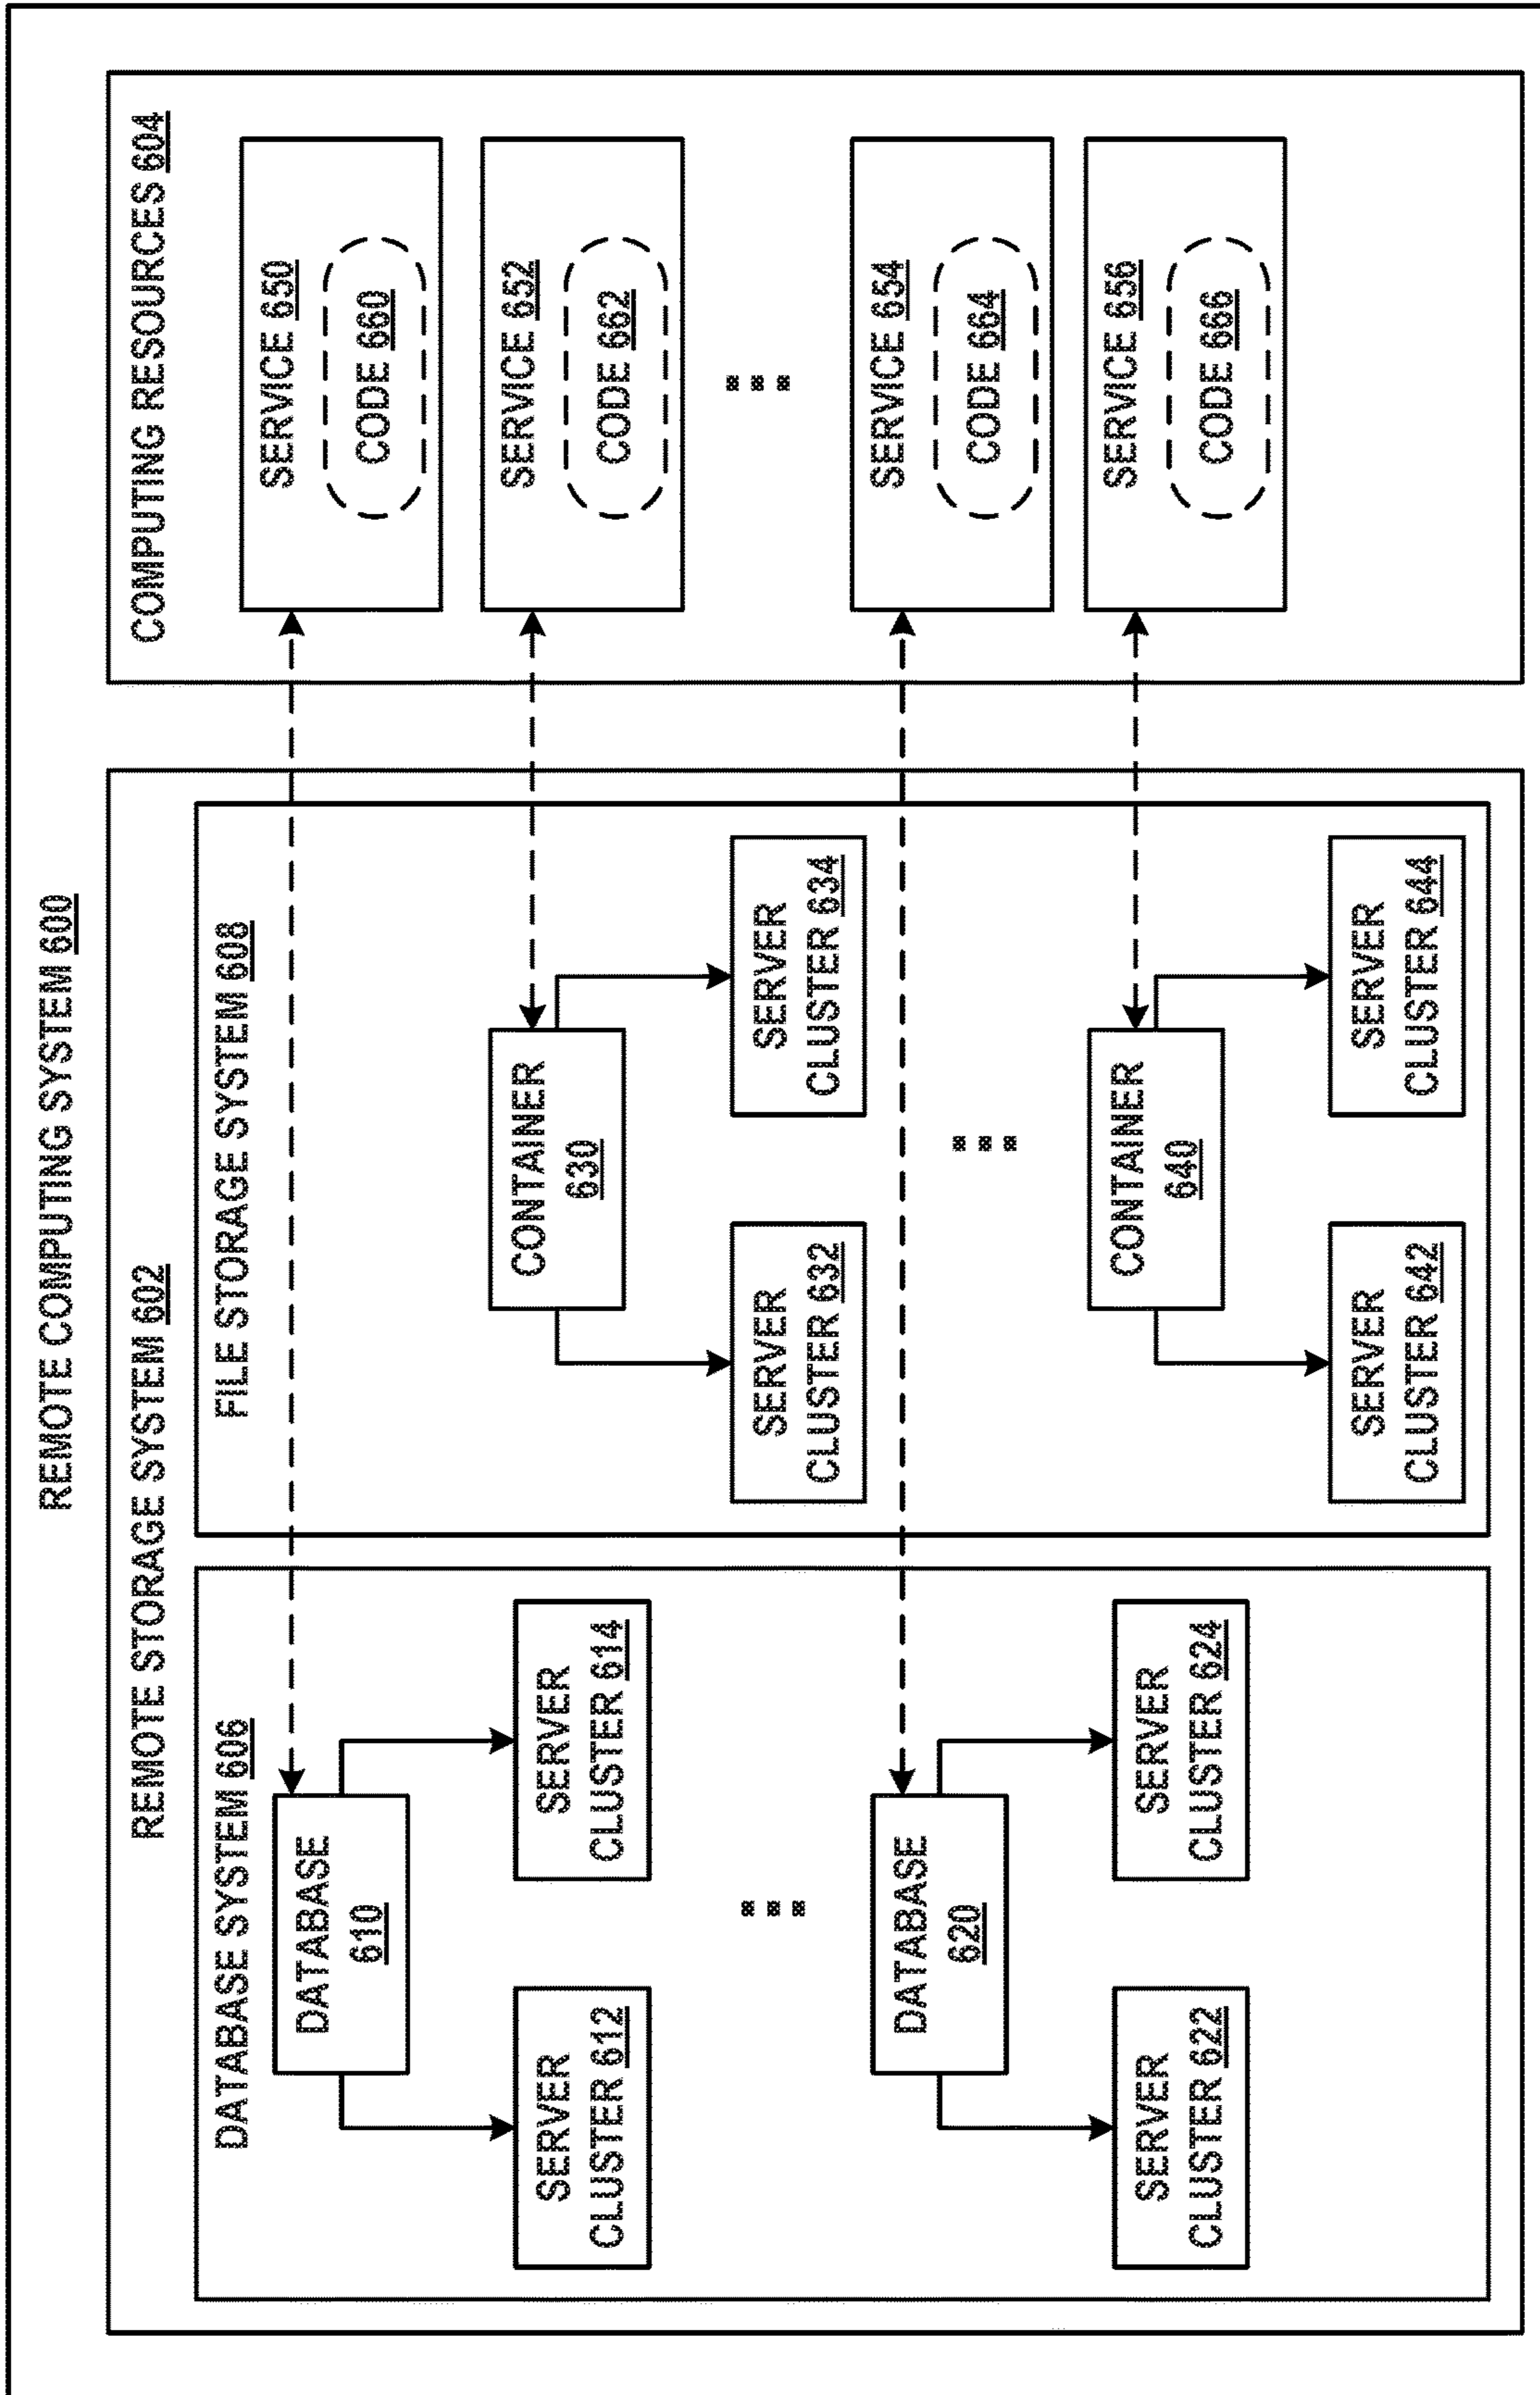 REMOTE COMPUTING SYSTEM 600
REMOTE STORAGE SYSTEM 602
DATABASE SYSTEM 606
DATABASE
610
SERVER
CLUSTER 612
SERVER
CLUSTER 614
DATABASE
620
SERVER
CLUSTER 622
SERVER
CLUSTER 624
FILE STORAGE SYSTEM 608
CONTAINER
630
SERVER
CLUSTER 632
SERVER
CLUSTER 634
CONTAINER
640
SERVER
CLUSTER 642
SERVER
CLUSTER 644
COMPUTING RESOURCES 604
SERVICE 650
CODE 660
SERVICE 652
CODE 662
SERVICE 654
CODE 664
SERVICE 656
CODE 666